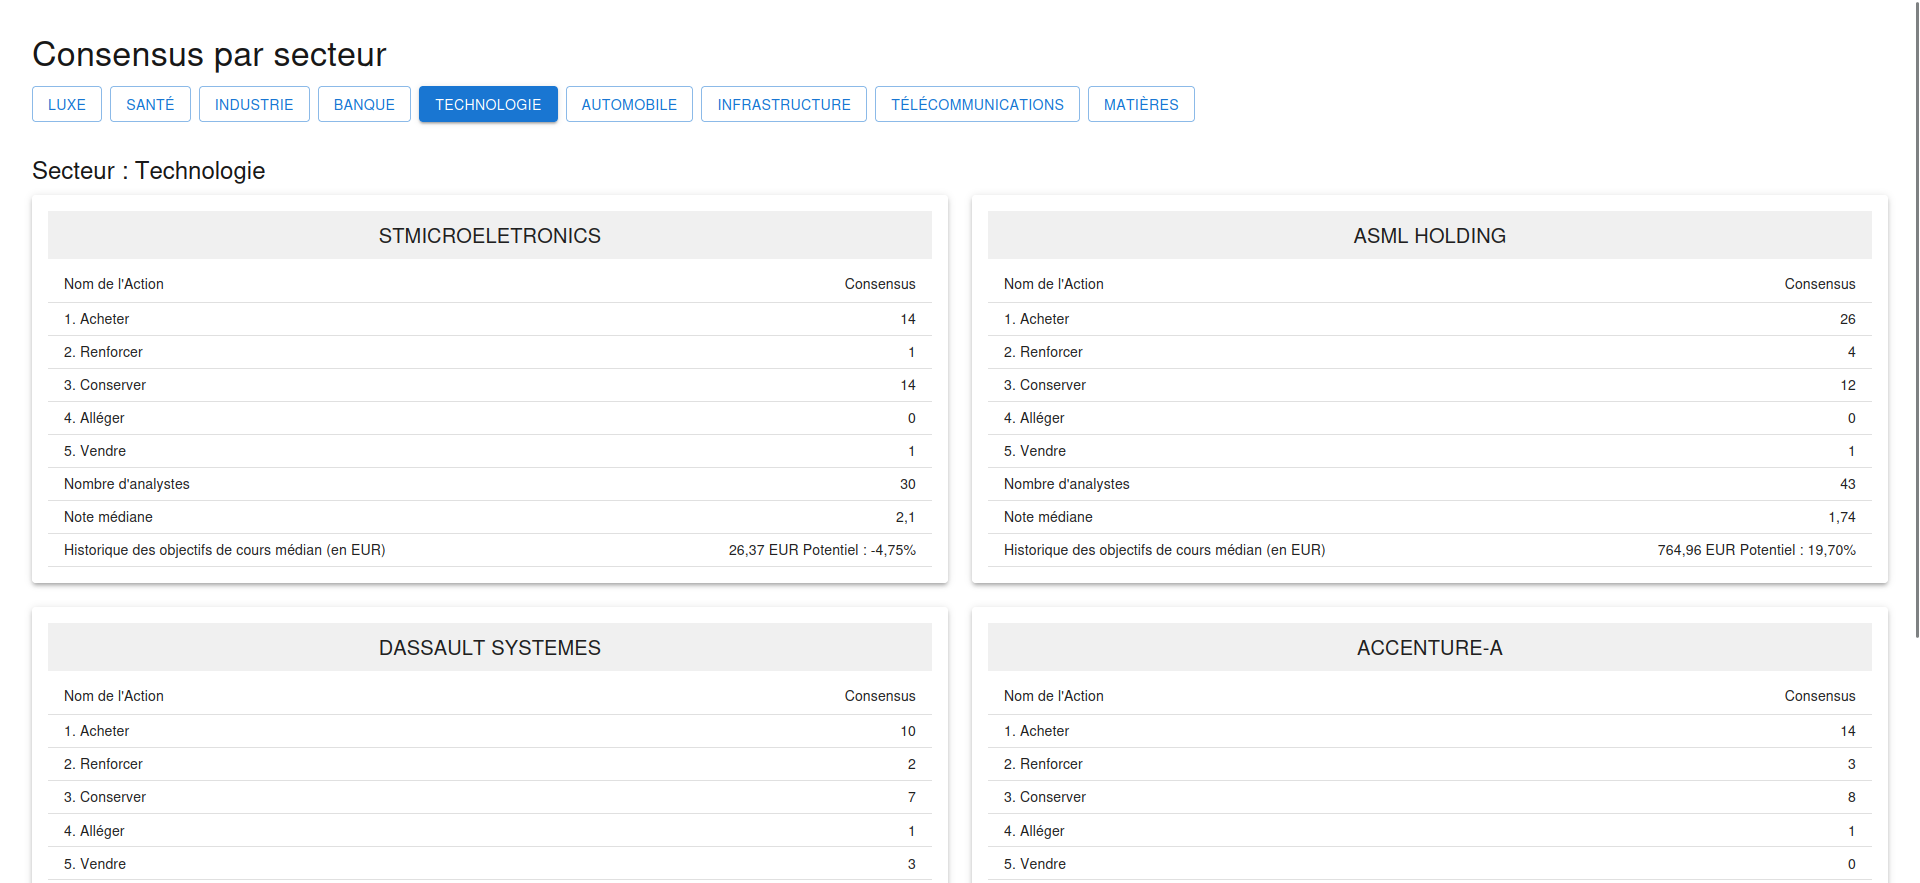 Consensus par secteur
LUXE SANTÉ INDUSTRIE BANQUE TECHNOLOGIE AUTOMOBILE INFRASTRUCTURE TÉLÉCOMMUNICATIONS MATIÈRES
Secteur : Technologie
STMICROELETRONICS
Nom de l'Action Consensus
1. Acheter 14
2. Renforcer 1
3. Conserver 14
4. Alléger 0
5. Vendre 1
Nombre d'analystes 30
Note médiane 2,1
Historique des objectifs de cours médian (en EUR) 26,37 EUR Potentiel : -4,75%
ASML HOLDING
Nom de l'Action Consensus
1. Acheter 26
2. Renforcer 4
3. Conserver 12
4. Alléger 0
5. Vendre 1
Nombre d'analystes 43
Note médiane 1,74
Historique des objectifs de cours médian (en EUR) 764,96 EUR Potentiel : 19,70%
DASSAULT SYSTEMES
Nom de l'Action Consensus
1. Acheter 10
2. Renforcer 2
3. Conserver 7
4. Alléger 1
5. Vendre 3
ACCENTURE-A
Nom de l'Action Consensus
1. Acheter 14
2. Renforcer 3
3. Conserver 8
4. Alléger 1
5. Vendre 0